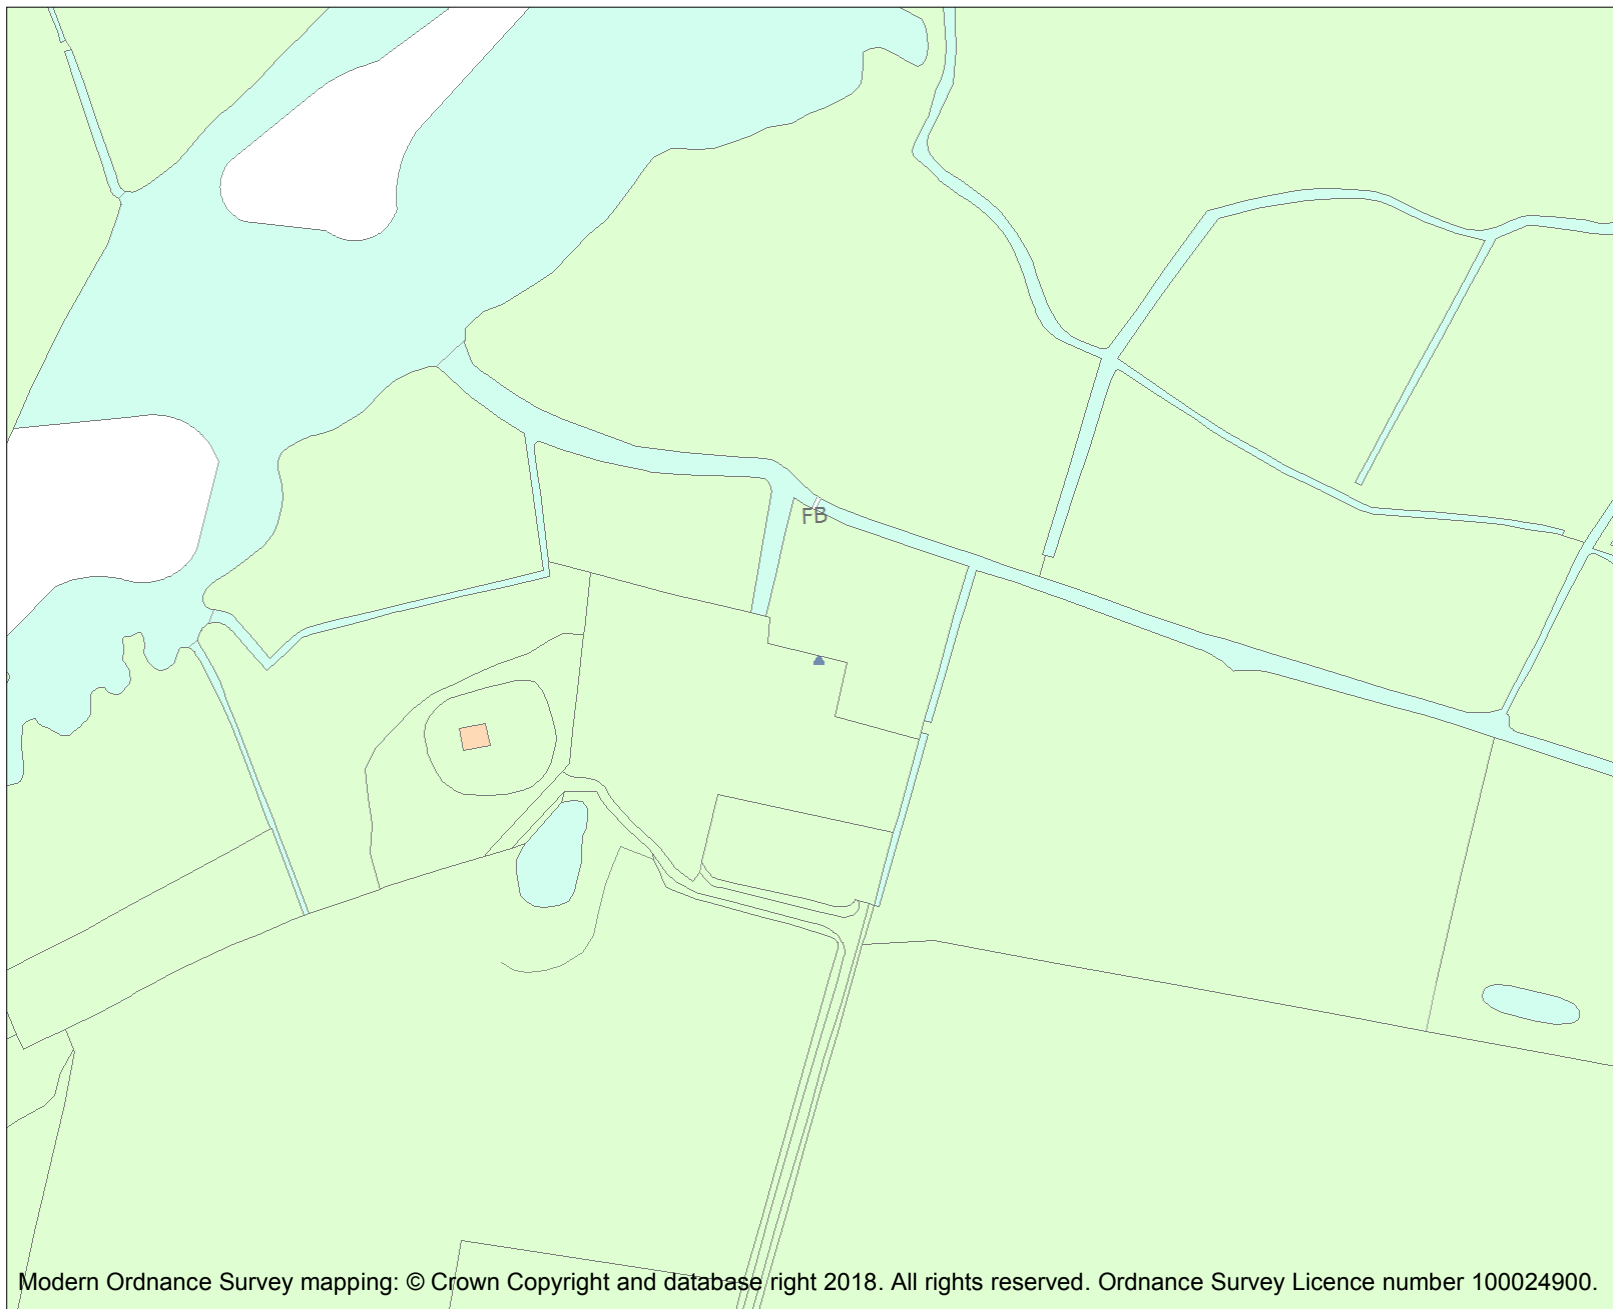 FB
Modern Ordnance Survey mapping: © Crown Copyright and database right 2018. All rights reserved. Ordnance Survey Licence number 100024900.